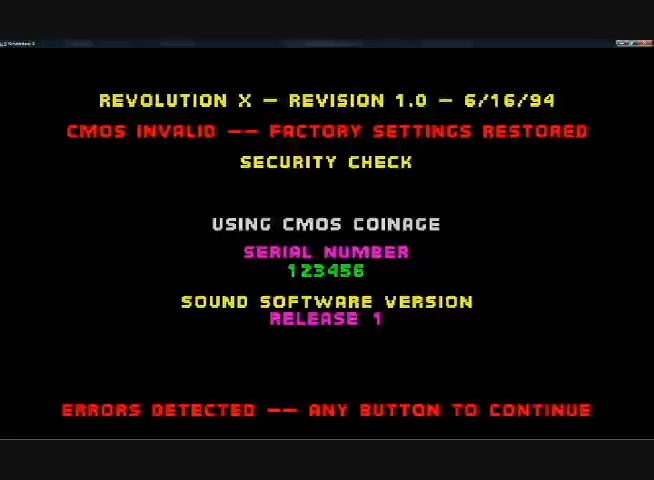 REVOLUTION X – REVISION 1.0 – 6/16/94
CMOS INVALID –– FACTORY SETTINGS RESTORED
SECURITY CHECK
USING CMOS COINAGE
SERIAL NUMBER
123456
SOUND SOFTWARE VERSION
RELEASE 1
ERRORS DETECTED –– ANY BUTTON TO CONTINUE